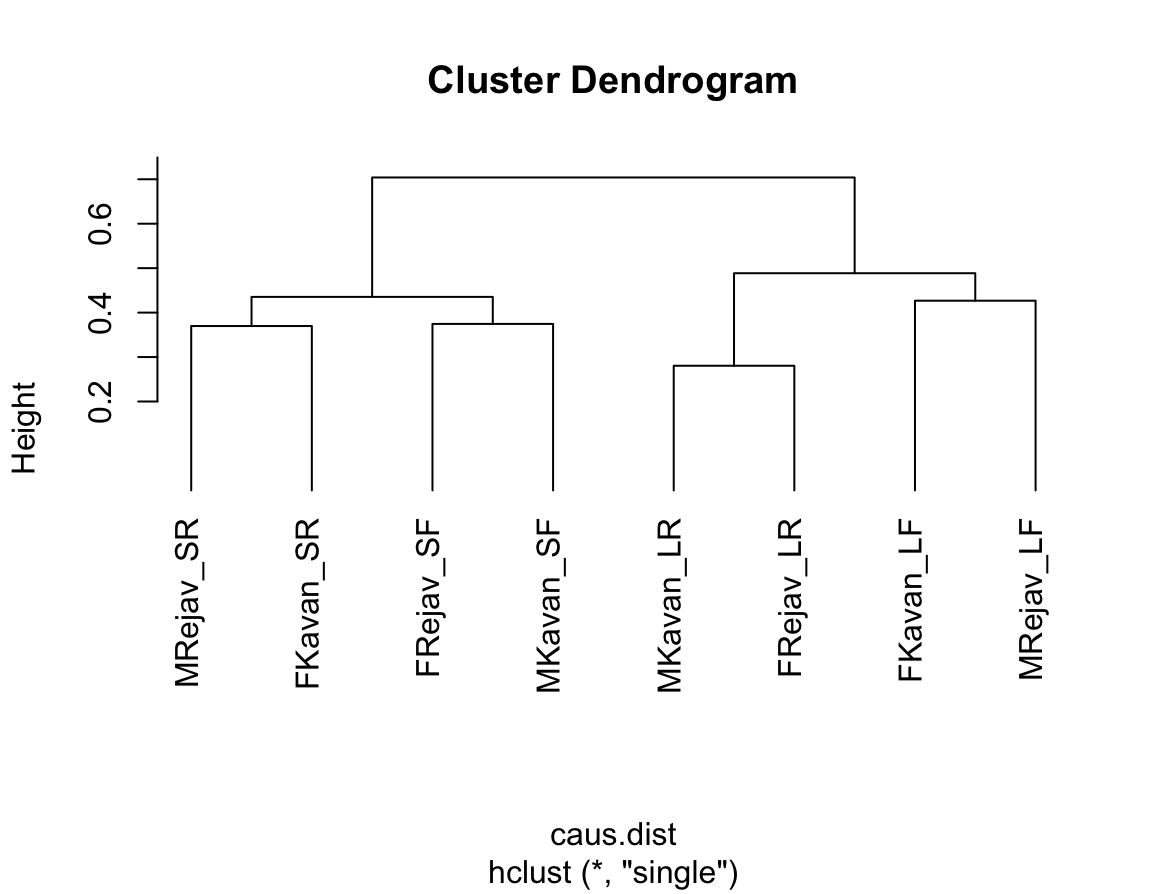 Cluster Dendrogram
Height
0.6
0.4
0.2
MRejav_SR
FKavan_SR
FRejav_SF
MKavan_SF
MKavan_LR
FRejav_LR
FKavan_LF
MRejav_LF
caus.dist
hclust (*, "single")